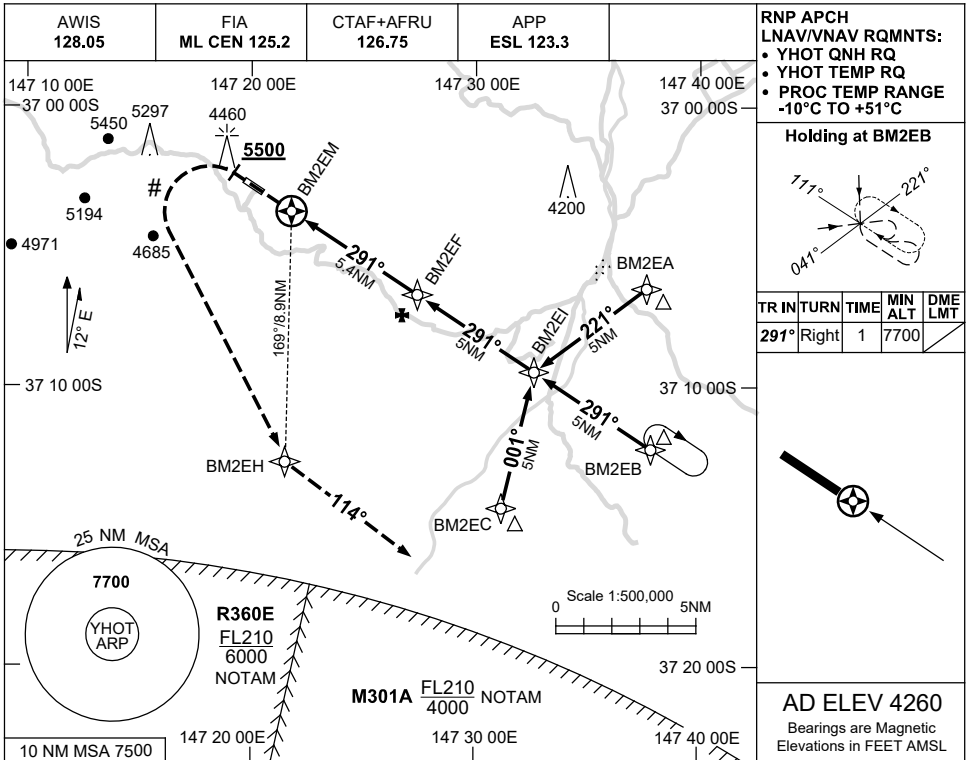 AWIS
128.05
FIA
ML CEN 125.2
CTAF+AFRU
126.75
APP
ESL 123.3
RNP APCH
LNAV/VNAV RQMNTS:
• YHOT QNH RQ
• YHOT TEMP RQ
• PROC TEMP RANGE
-10°C TO +51°C
147 10 00E
147 20 00E
147 30 00E
147 40 00E
37 00 00S
37 00 00S
5450
5297
4460
5500
BM2EM
#
5194
4971
4685
4200
Holding at BM2EB
111°
221°
041°
291°
5.4NM
BM2EF
BM2EA
BM2EI
221°
5NM
291°
5NM
12° E
169°/8.9NM
TR IN TURN TIME MIN ALT DME LMT
291° Right 1 7700
37 10 00S
37 10 00S
291°
5NM
001°
5NM
BM2EB
BM2EH
BM2EC
114°
25 NM MSA
7700
YHOT
ARP
R360E
FL210
6000
NOTAM
Scale 1:500,000
0 5NM
37 20 00S
M301A FL210 NOTAM
4000
10 NM MSA 7500
147 20 00E
147 30 00E
147 40 00E
AD ELEV 4260
Bearings are Magnetic
Elevations in FEET AMSL